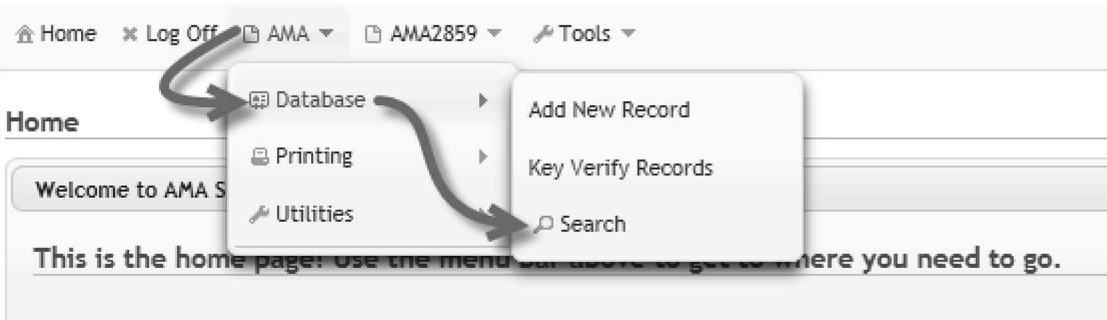 Home Log Off AMA AMA2859 Tools
Database
Printing
Utilities
Add New Record
Key Verify Records
Search
Home
Welcome to AMA S
This is the home page! Use the menu bar above to get to where you need to go.